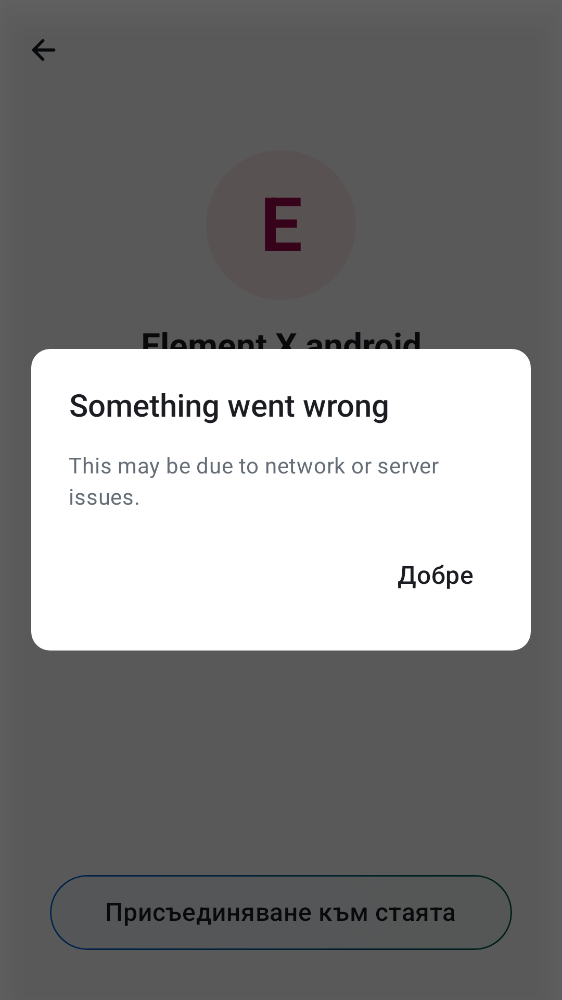 E
Element X android
Something went wrong
This may be due to network or server
issues.
Добре
Присъединяване към стаята